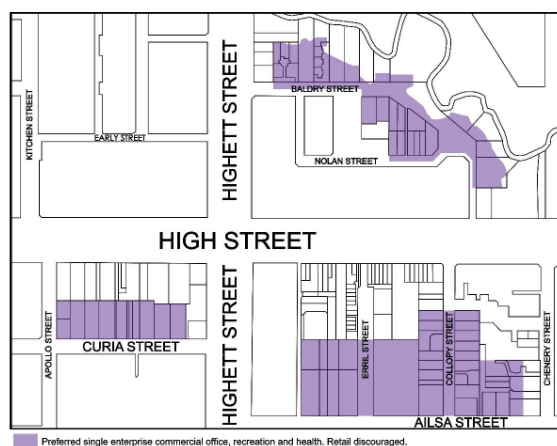 KITCHEN STREET
EARLY STREET
HIGHETT STREET
BALDRY STREET
NOLAN STREET
HIGH STREET
APOLLO STREET
CURIA STREET
HIGHETT STREET
ERRIL STREET
COLLOPY STREET
CHENERY STREET
AILSA STREET
Preferred single enterprise commercial office, recreation and health. Retail discouraged.